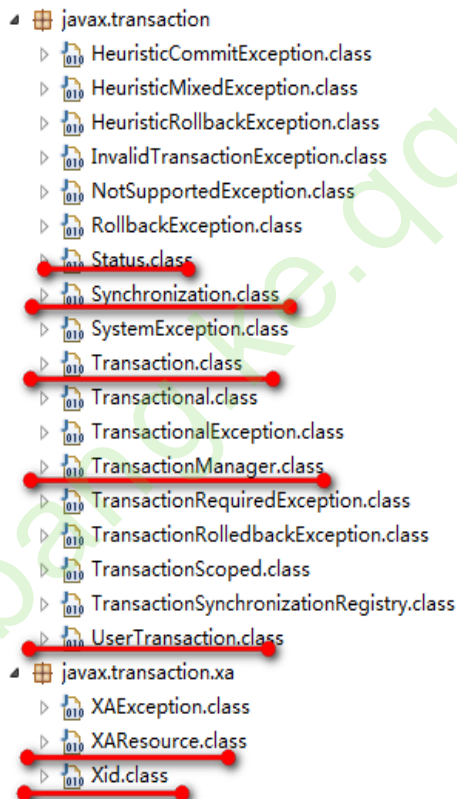 javax.transaction
HeuristicCommitException.class
HeuristicMixedException.class
HeuristicRollbackException.class
InvalidTransactionException.class
NotSupportedException.class
RollbackException.class
Status.class
Synchronization.class
SystemException.class
Transaction.class
Transactional.class
TransactionalException.class
TransactionManager.class
TransactionRequiredException.class
TransactionRolledbackException.class
TransactionScoped.class
TransactionSynchronizationRegistry.class
UserTransaction.class
javax.transaction.xa
XAException.class
XAResource.class
Xid.class